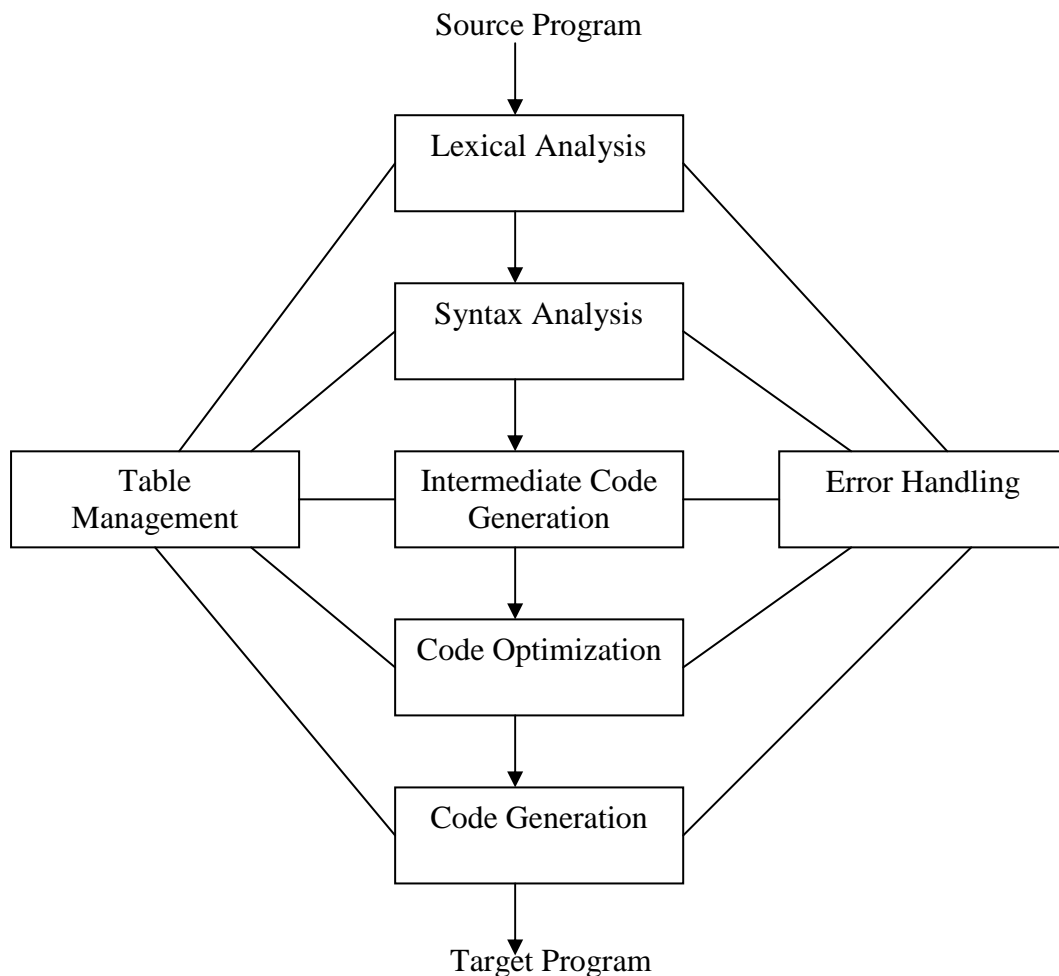 Source Program
Lexical Analysis
Syntax Analysis
Table
Management
Intermediate Code
Generation
Error Handling
Code Optimization
Code Generation
Target Program